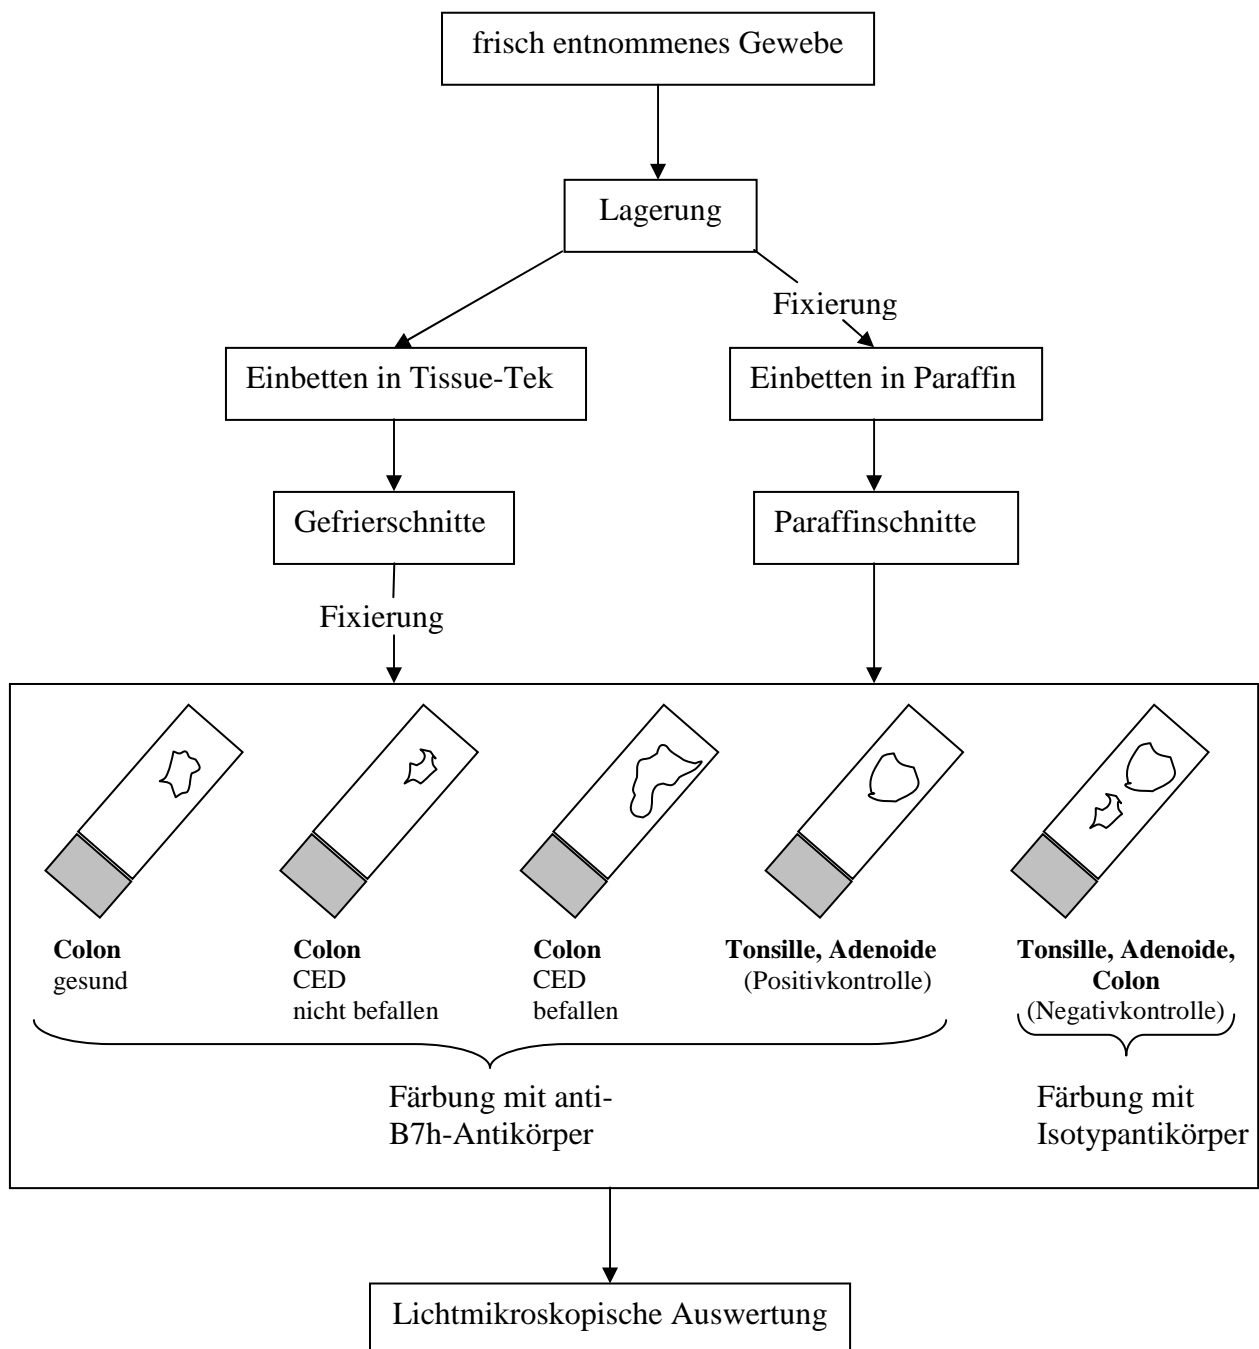 frisch entnommenes Gewebe
Lagerung
Fixierung
Einbetten in Tissue-Tek
Einbetten in Paraffin
Gefrierschnitte
Paraffinschnitte
Fixierung
Colon
gesund
Colon
CED
nicht befallen
Colon
CED
befallen
Tonsille, Adenoide
(Positivkontrolle)
Tonsille, Adenoide,
Colon
(Negativkontrolle)
Färbung mit anti-
B7h-Antikörper
Färbung mit
Isotypantikörper
Lichtmikroskopische Auswertung